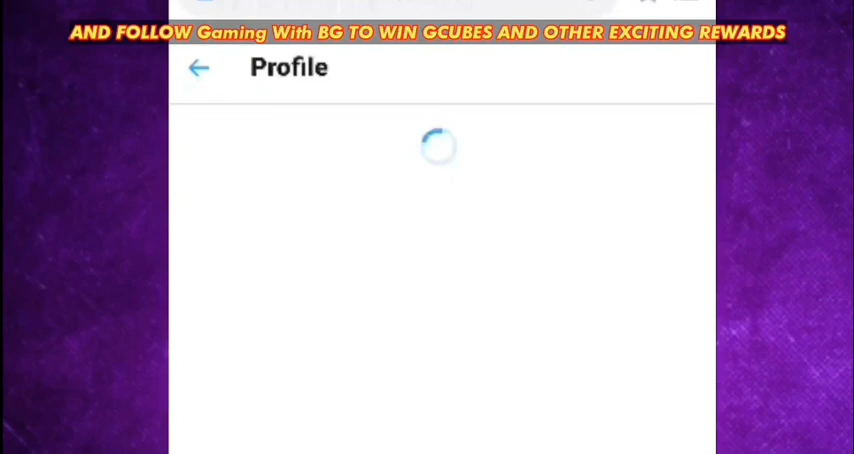 AND FOLLOW Gaming With BG TO WIN GCUBES AND OTHER EXCITING REWARDS
Profile